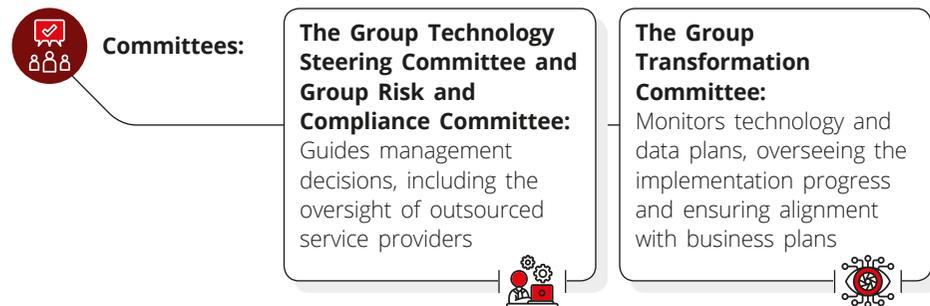 Committees:
The Group Technology
Steering Committee and
Group Risk and
Compliance Committee:
Guides management
decisions, including the
oversight of outsourced
service providers
The Group
Transformation
Committee:
Monitors technology and
data plans, overseeing the
implementation progress
and ensuring alignment
with business plans